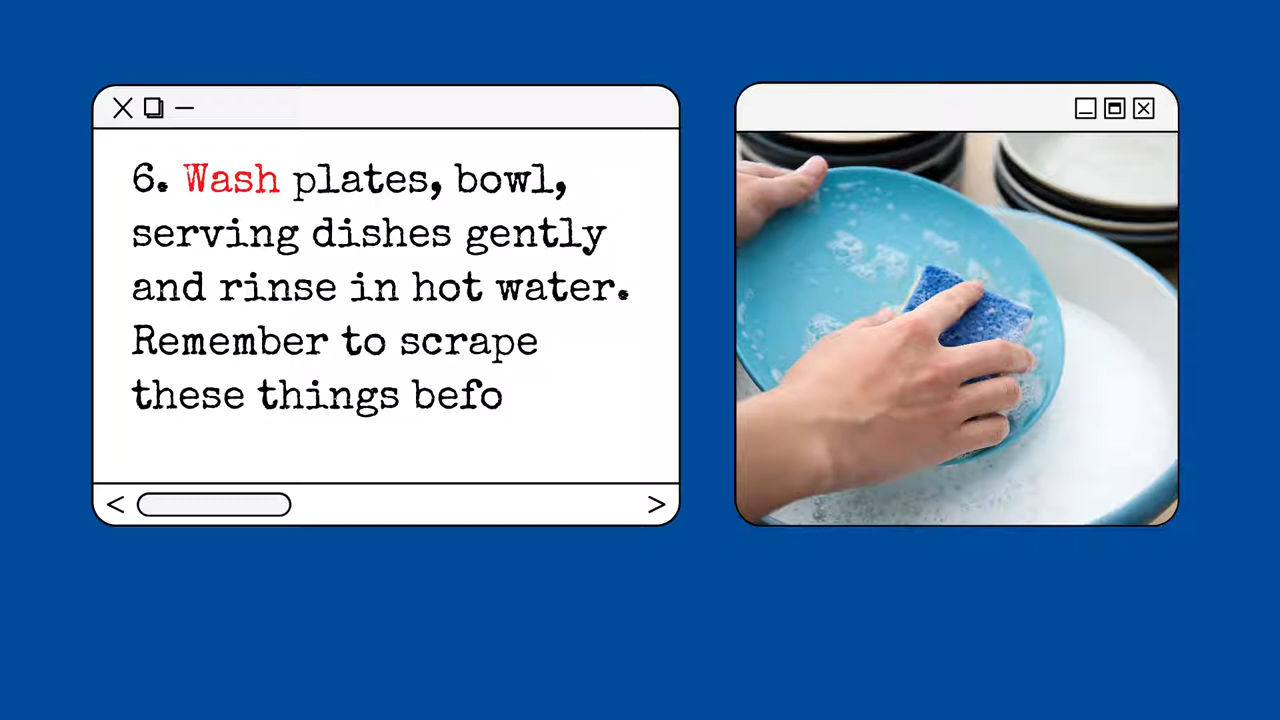 6. Wash plates, bowl,
serving dishes gently
and rinse in hot water.
Remember to scrape
these things befo